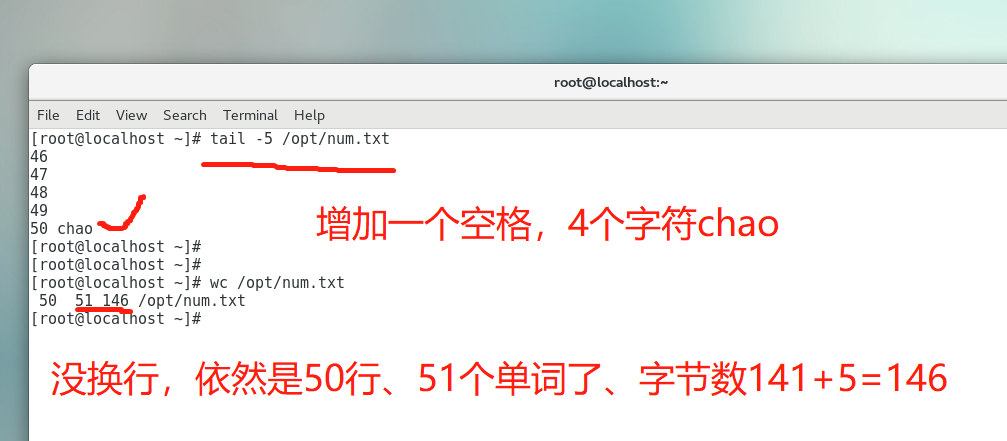 root@localhost:~
File Edit View Search Terminal Help
[root@localhost ~]# tail -5 /opt/num.txt
46
47
48
49
50 chao
增加一个空格，4个字符chao
[root@localhost ~]#
[root@localhost ~]#
[root@localhost ~]# wc /opt/num.txt
50 51 146 /opt/num.txt
[root@localhost ~]#
没换行，依然是50行、51个单词了、字节数141+5=146